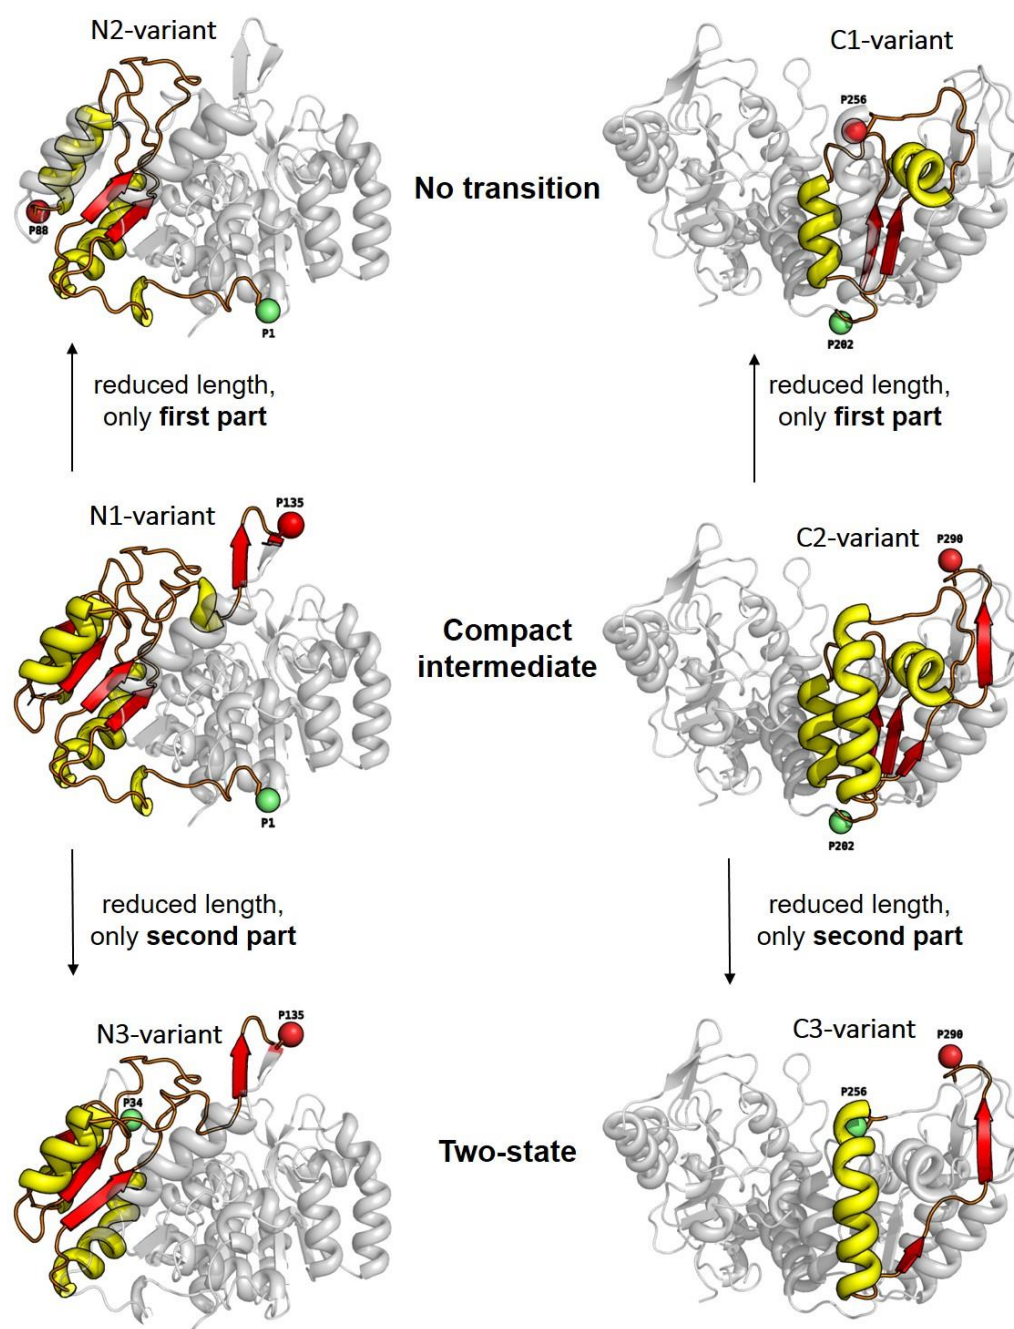 N2-variant
C1-variant
P256
No transition
P88
P1
P202
reduced length,
only first part
reduced length,
only first part
N1-variant
P135
C2-variant
P290
Compact
intermediate
P1
P202
reduced length,
only second part
reduced length,
only second part
N3-variant
P135
C3-variant
P290
P34
P256
Two-state